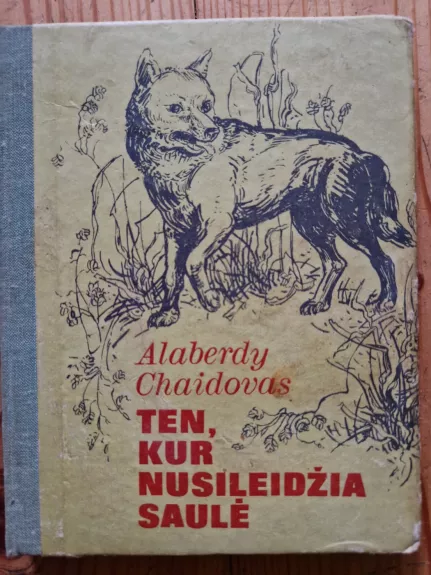 Alaberdy
Chaidovas
TEN,
KUR
NUSILEIDŽIA
SAULĖ